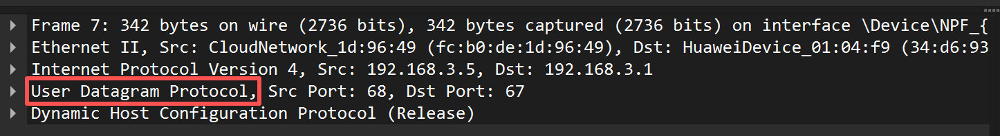 Frame 7: 342 bytes on wire (2736 bits), 342 bytes captured (2736 bits) on interface \Device\NPF_{
Ethernet II, Src: CloudNetwork_1d:96:49 (fc:b0:de:1d:96:49), Dst: HuaweiDevice_01:04:f9 (34:d6:93
Internet Protocol Version 4, Src: 192.168.3.5, Dst: 192.168.3.1
User Datagram Protocol, Src Port: 68, Dst Port: 67
Dynamic Host Configuration Protocol (Release)